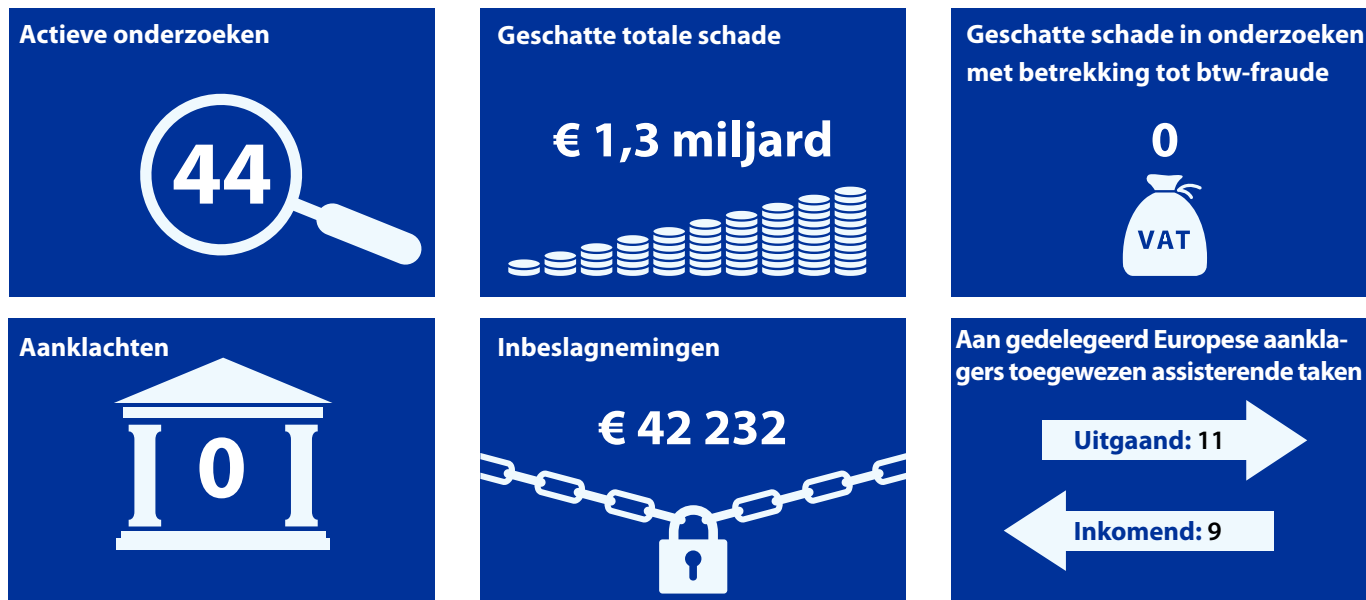 Actieve onderzoeken
44
Geschatte totale schade
€ 1,3 miljard
Geschatte schade in onderzoeken
met betrekking tot btw-fraude
0
VAT
Aanklachten
0
Inbeslagnemingen
€ 42 232
Aan gedelegeerd Europese aankla-
gers toegewezen assisterende taken
Uitgaand: 11
Inkomend: 9